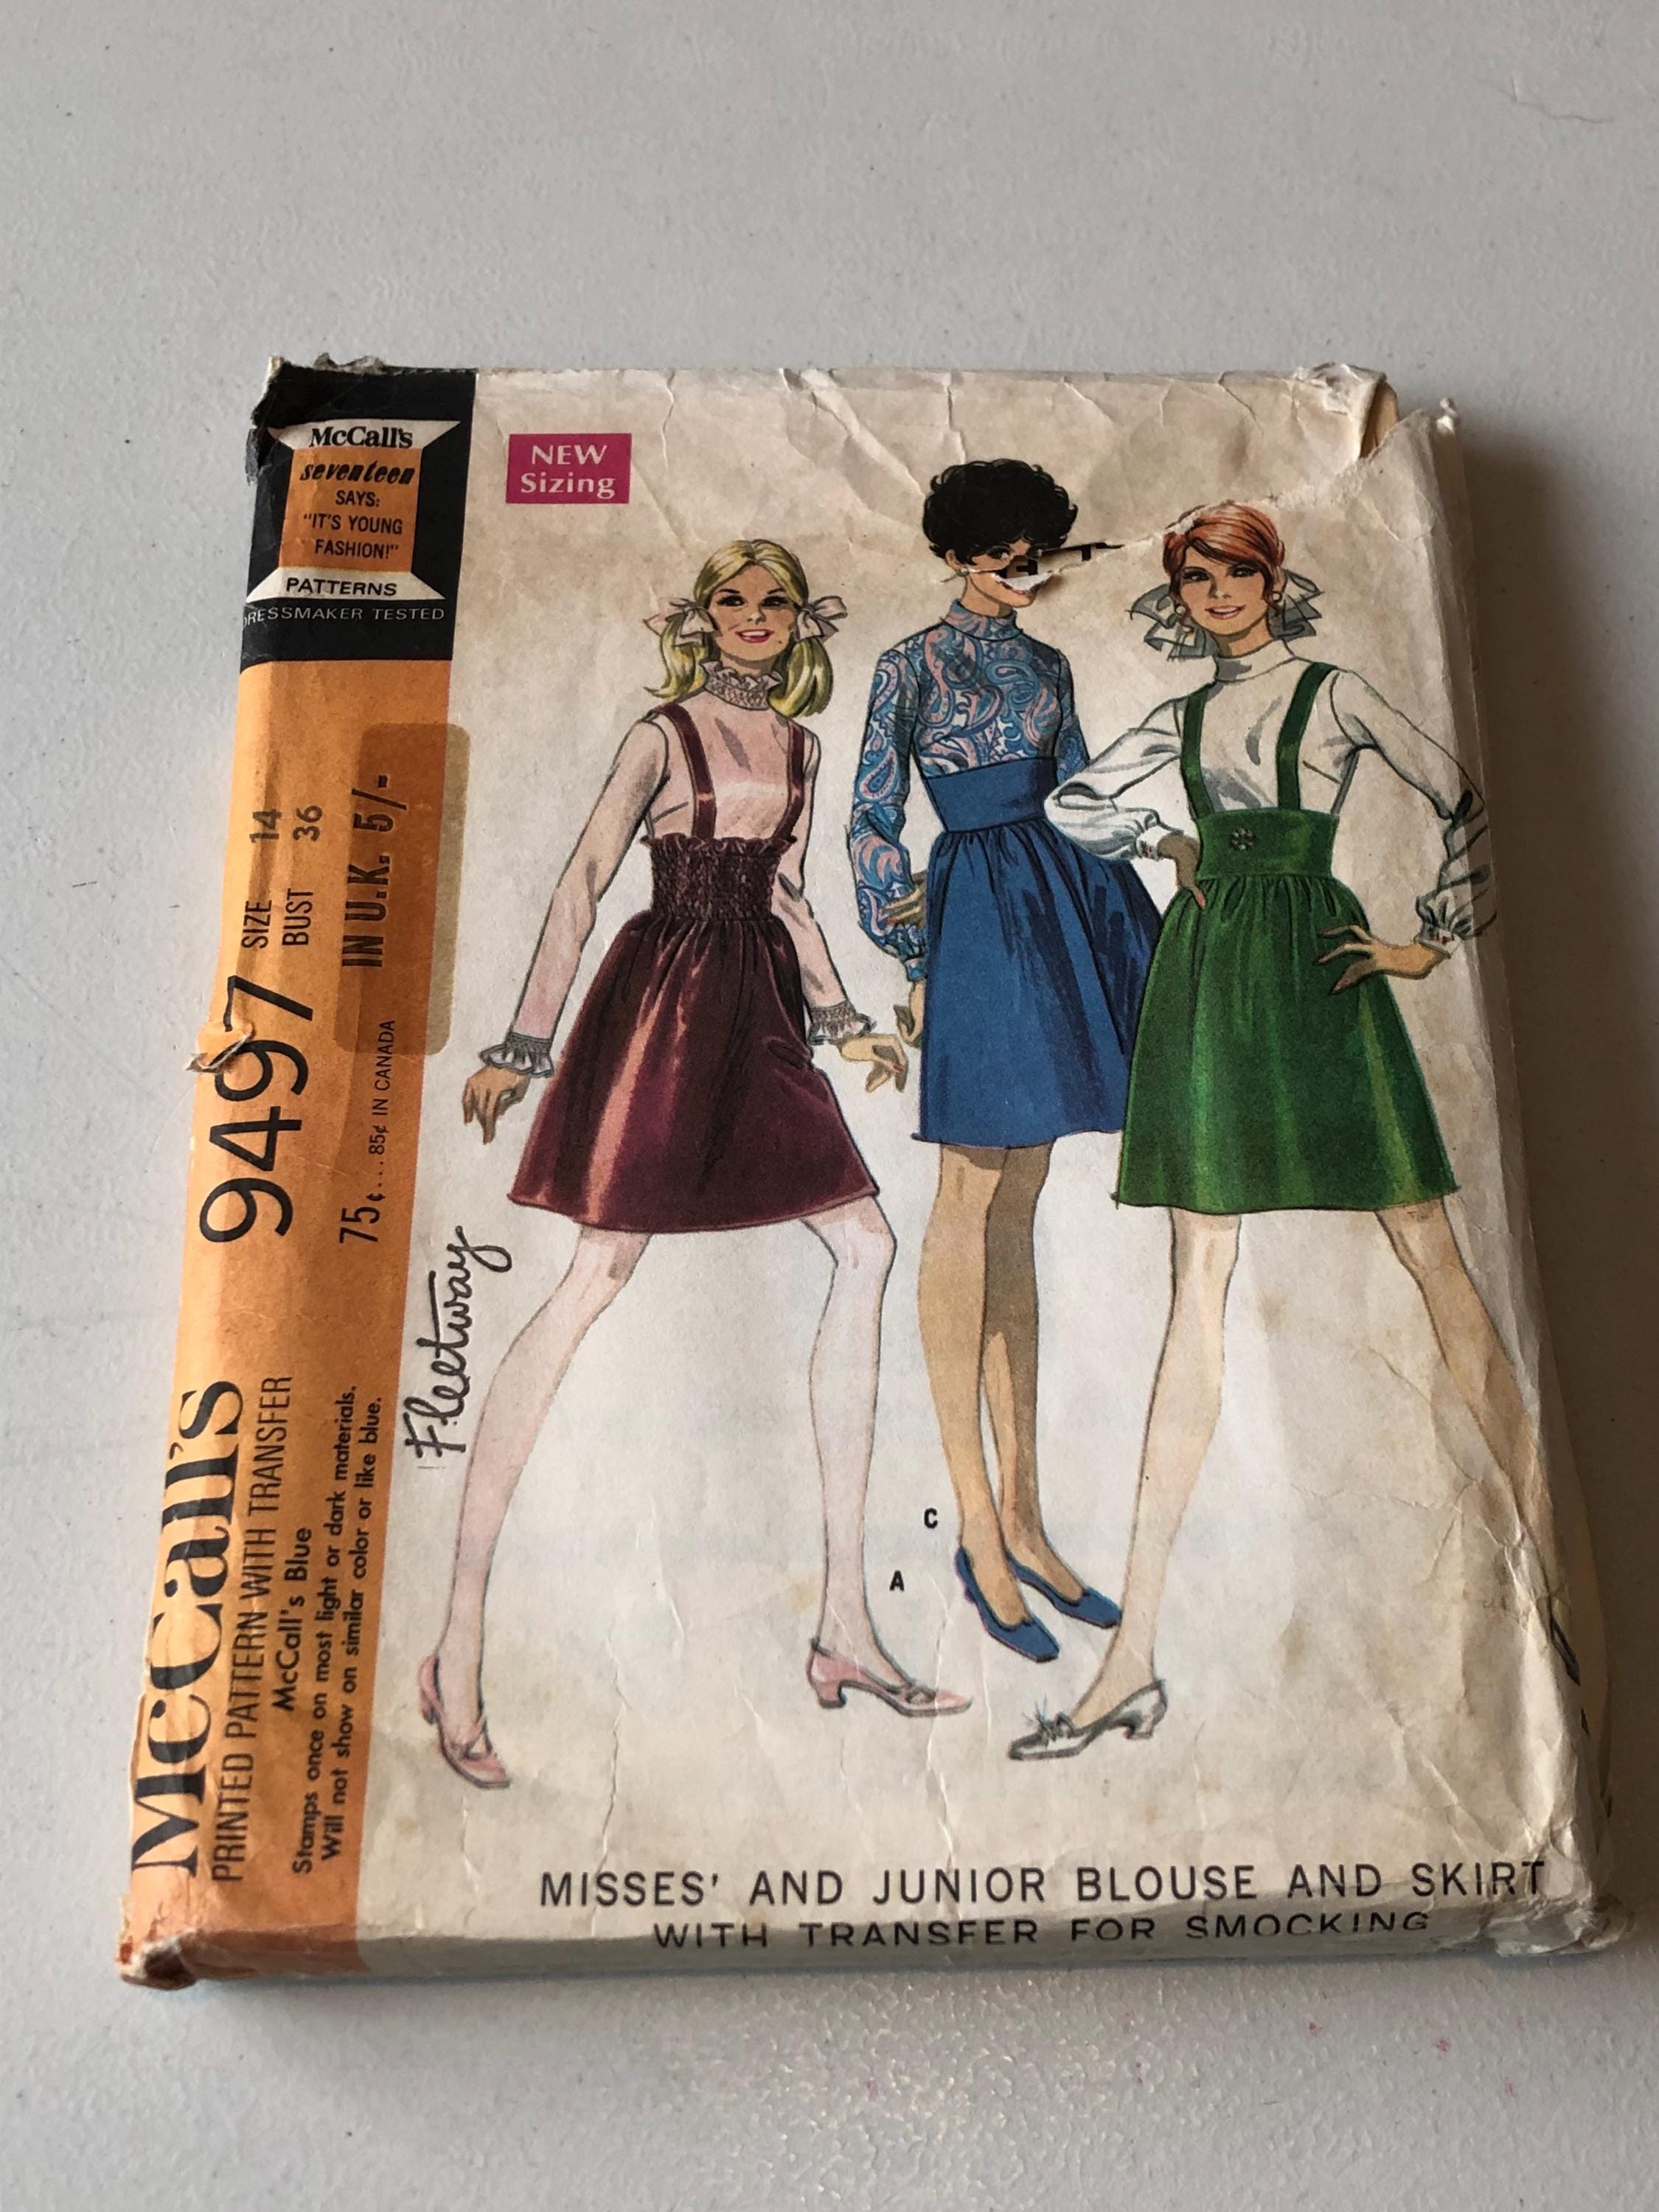 McCall's
seventeen
SAYS:
"IT'S YOUNG
FASHION!"
PATTERNS
DRESSMAKER TESTED
NEW
Sizing
McCall's
9497
SIZE 14
BUST 36
IN U.K. 5/-
75¢...85¢ IN CANADA
PRINTED PATTERN WITH TRANSFER
McCall's Blue
Stamps once on most light or dark materials.
Will not show on similar color or like blue.
Fleetway
C
A
MISSES' AND JUNIOR BLOUSE AND SKIRT
WITH TRANSFER FOR SMOCKING